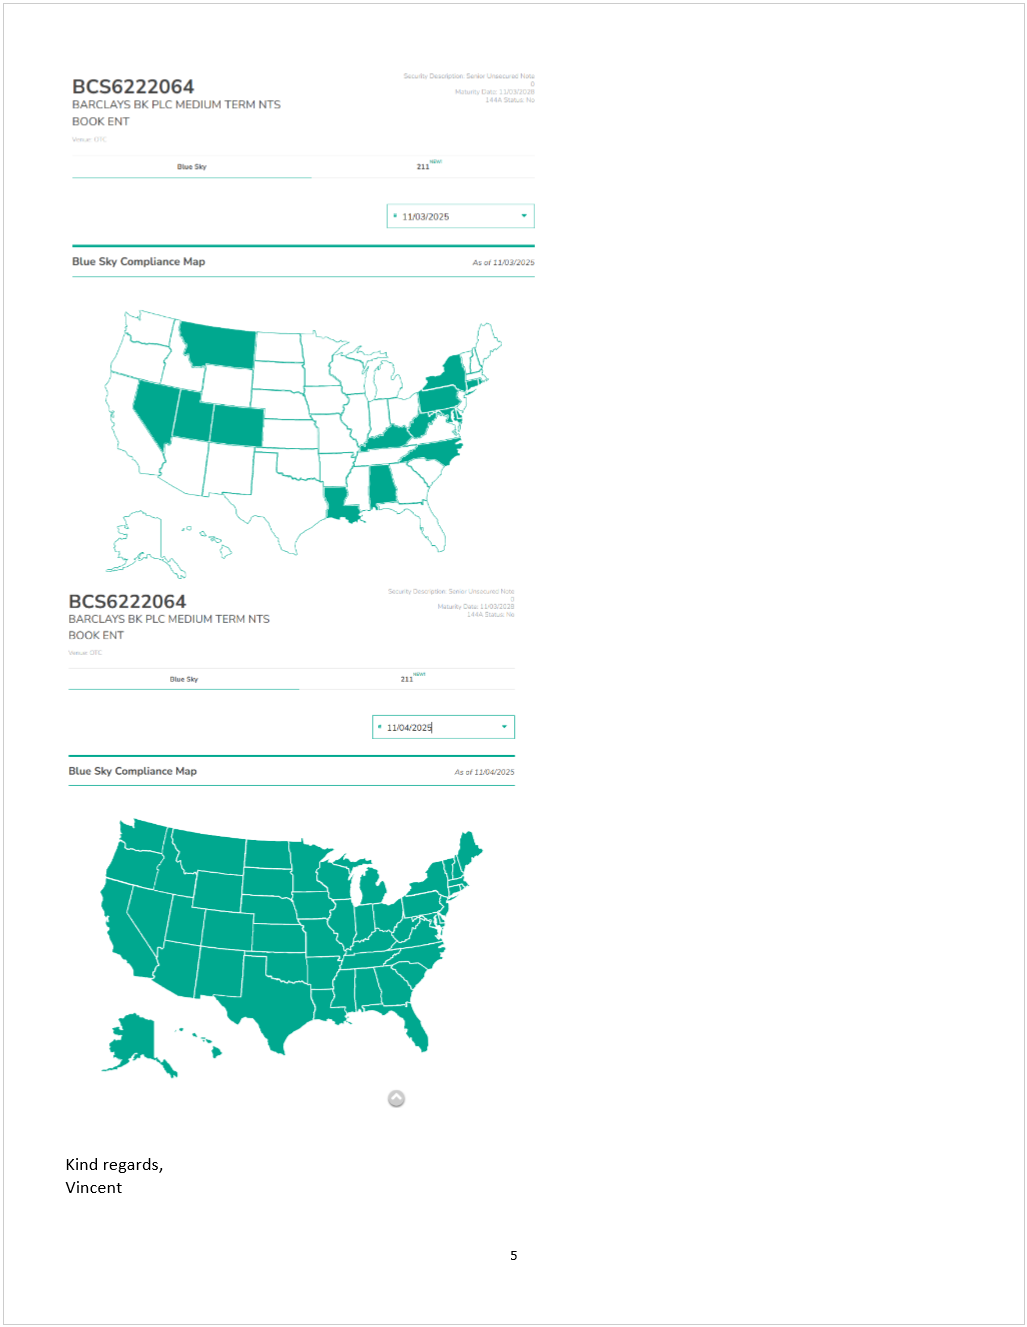 BCS6222064
BARCLAYS BK PLC MEDIUM TERM NTS
BOOK ENT
Venue: OTC
Security Description: Senior Unsecured Note
0
Maturity Date: 11/03/2028
144A Status: No
Blue Sky
211 NEW!
11/03/2025
Blue Sky Compliance Map
As of 11/03/2025
BCS6222064
BARCLAYS BK PLC MEDIUM TERM NTS
BOOK ENT
Venue: OTC
Security Description: Senior Unsecured Note
0
Maturity Date: 11/03/2028
144A Status: No
Blue Sky
211 NEW!
11/04/2025
Blue Sky Compliance Map
As of 11/04/2025
Kind regards,
Vincent
5